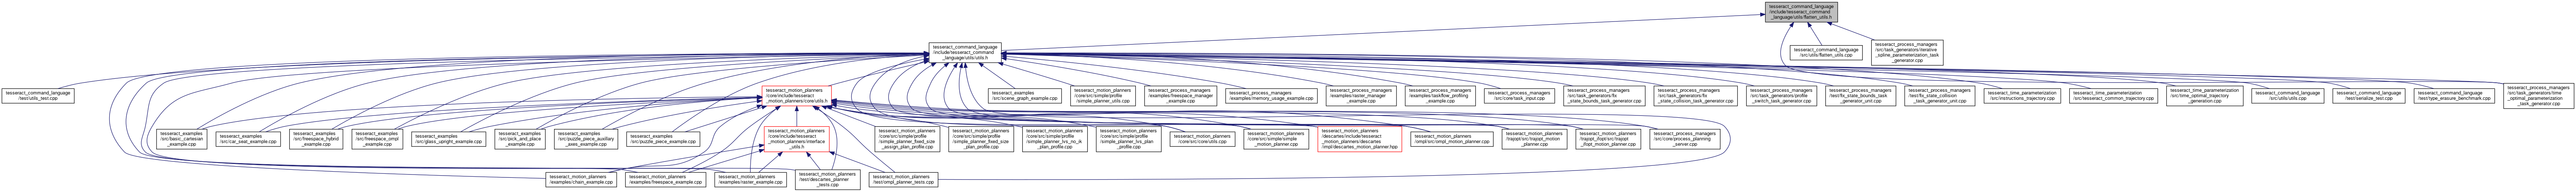 tesseract_command_language
/include/tesseract_command
_language/utils/flatten_utils.h
tesseract_command_language
/include/tesseract_command
_language/utils/utils.h
tesseract_command_language
/src/utils/flatten_utils.cpp
tesseract_process_managers
/src/task_generators/iterative
_spline_parameterization_task
_generator.cpp
tesseract_command_language
/test/utils_test.cpp
tesseract_motion_planners
/core/include/tesseract
_motion_planners/core/utils.h
tesseract_examples
/src/scene_graph_example.cpp
tesseract_motion_planners
/core/src/simple/profile
/simple_planner_utils.cpp
tesseract_process_managers
/examples/freespace_manager
_example.cpp
tesseract_process_managers
/examples/memory_usage_example.cpp
tesseract_process_managers
/examples/raster_manager
_example.cpp
tesseract_process_managers
/examples/taskflow_profiling
_example.cpp
tesseract_process_managers
/src/core/task_input.cpp
tesseract_process_managers
/src/task_generators/fix
_state_bounds_task_generator.cpp
tesseract_process_managers
/src/task_generators/fix
_state_collision_task_generator.cpp
tesseract_process_managers
/src/task_generators/profile
_switch_task_generator.cpp
tesseract_process_managers
/test/fix_state_bounds_task
_generator_unit.cpp
tesseract_process_managers
/test/fix_state_collision
_task_generator_unit.cpp
tesseract_time_parameterization
/src/instructions_trajectory.cpp
tesseract_time_parameterization
/src/tesseract_common_trajectory.cpp
tesseract_time_parameterization
/src/time_optimal_trajectory
_generation.cpp
tesseract_command_language
/src/utils/utils.cpp
tesseract_command_language
/test/serialize_test.cpp
tesseract_command_language
/test/type_erasure_benchmark.cpp
tesseract_process_managers
/src/task_generators/time
_optimal_parameterization
_task_generator.cpp
tesseract_examples
/src/basic_cartesian
_example.cpp
tesseract_examples
/src/car_seat_example.cpp
tesseract_examples
/src/freespace_hybrid
_example.cpp
tesseract_examples
/src/freespace_ompl
_example.cpp
tesseract_examples
/src/glass_upright_example.cpp
tesseract_examples
/src/pick_and_place
_example.cpp
tesseract_examples
/src/puzzle_piece_auxillary
_axes_example.cpp
tesseract_examples
/src/puzzle_piece_example.cpp
tesseract_motion_planners
/core/include/tesseract
_motion_planners/interface
_utils.h
tesseract_motion_planners
/core/src/simple/profile
/simple_planner_fixed_size
_assign_plan_profile.cpp
tesseract_motion_planners
/core/src/simple/profile
/simple_planner_fixed_size
_plan_profile.cpp
tesseract_motion_planners
/core/src/simple/profile
/simple_planner_lvs_no_ik
_plan_profile.cpp
tesseract_motion_planners
/core/src/simple/profile
/simple_planner_lvs_plan
_profile.cpp
tesseract_motion_planners
/core/src/core/utils.cpp
tesseract_motion_planners
/core/src/simple/simple
_motion_planner.cpp
tesseract_motion_planners
/descartes/include/tesseract
_motion_planners/descartes
/impl/descartes_motion_planner.hpp
tesseract_motion_planners
/ompl/src/ompl_motion_planner.cpp
tesseract_motion_planners
/trajopt/src/trajopt_motion
_planner.cpp
tesseract_motion_planners
/trajopt_ifopt/src/trajopt
_ifopt_motion_planner.cpp
tesseract_process_managers
/src/core/process_planning
_server.cpp
tesseract_motion_planners
/examples/chain_example.cpp
tesseract_motion_planners
/examples/freespace_example.cpp
tesseract_motion_planners
/examples/raster_example.cpp
tesseract_motion_planners
/test/descartes_planner
_tests.cpp
tesseract_motion_planners
/test/ompl_planner_tests.cpp